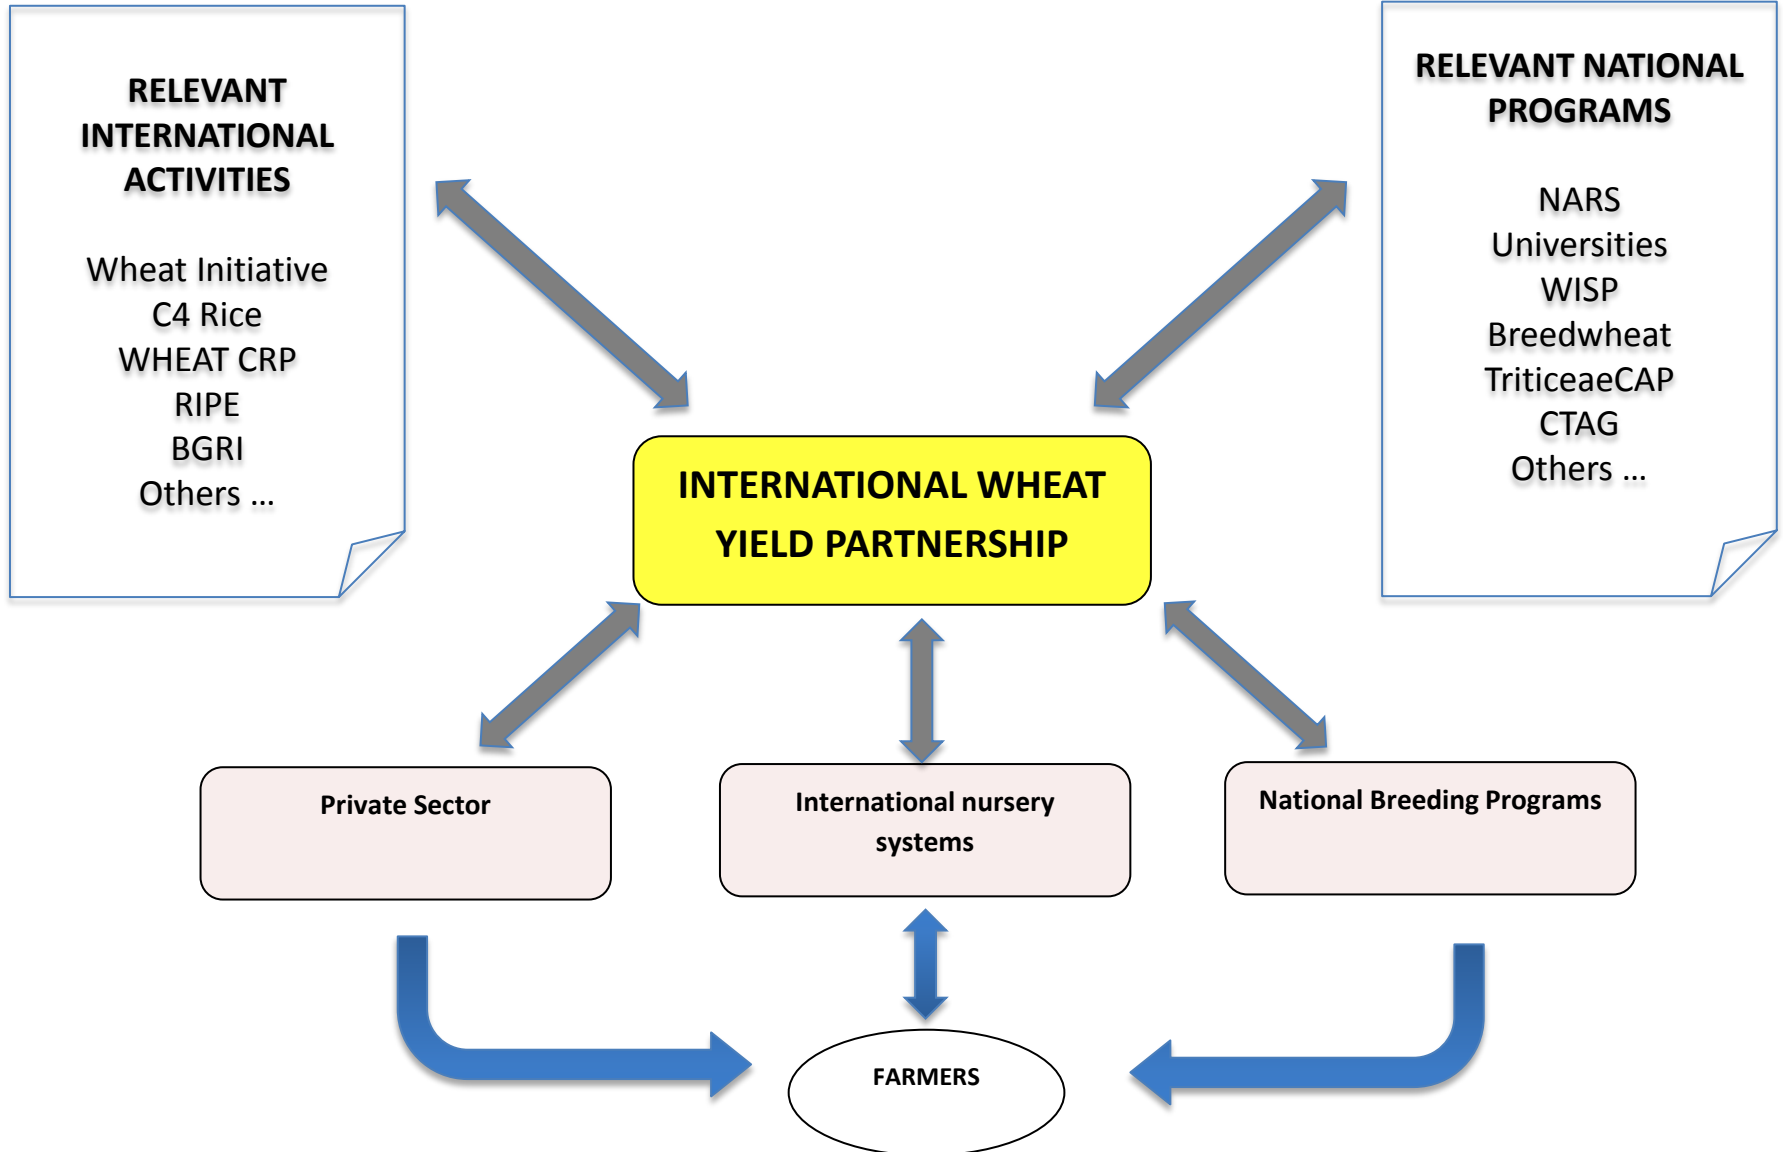 RELEVANT
INTERNATIONAL
ACTIVITIES
Wheat Initiative
C4 Rice
WHEAT CRP
RIPE
BGRI
Others ...
RELEVANT NATIONAL
PROGRAMS
NARS
Universities
WISP
Breedwheat
TriticeaeCAP
CTAG
Others ...
INTERNATIONAL WHEAT
YIELD PARTNERSHIP
Private Sector
International nursery
systems
National Breeding Programs
FARMERS